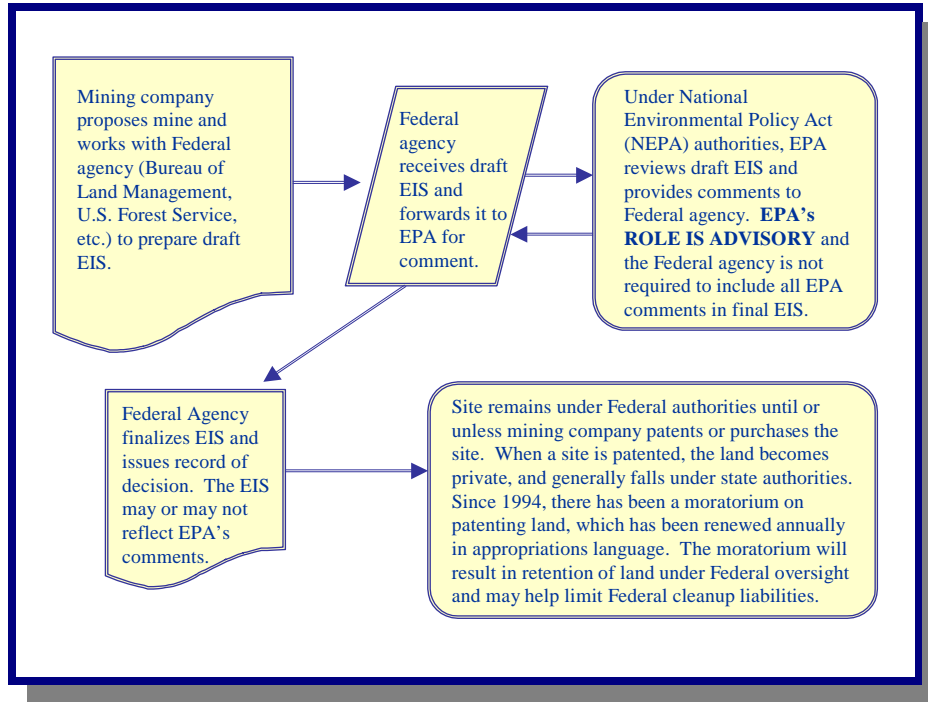 Mining company
proposes mine and
works with Federal
agency (Bureau of
Land Management,
U.S. Forest Service,
etc.) to prepare draft
EIS.
Federal
agency
receives draft
EIS and
forwards it to
EPA for
comment.
Under National
Environmental Policy Act
(NEPA) authorities, EPA
reviews draft EIS and
provides comments to
Federal agency.  EPA’s
ROLE IS ADVISORY and
the Federal agency is not
required to include all EPA
comments in final EIS.
Federal Agency
finalizes EIS and
issues record of
decision.  The EIS
may or may not
reflect EPA’s
comments.
Site remains under Federal authorities until or
unless mining company patents or purchases the
site.  When a site is patented, the land becomes
private, and generally falls under state authorities.
Since 1994, there has been a moratorium on
patenting land, which has been renewed annually
in appropriations language.  The moratorium will
result in retention of land under Federal oversight
and may help limit Federal cleanup liabilities.